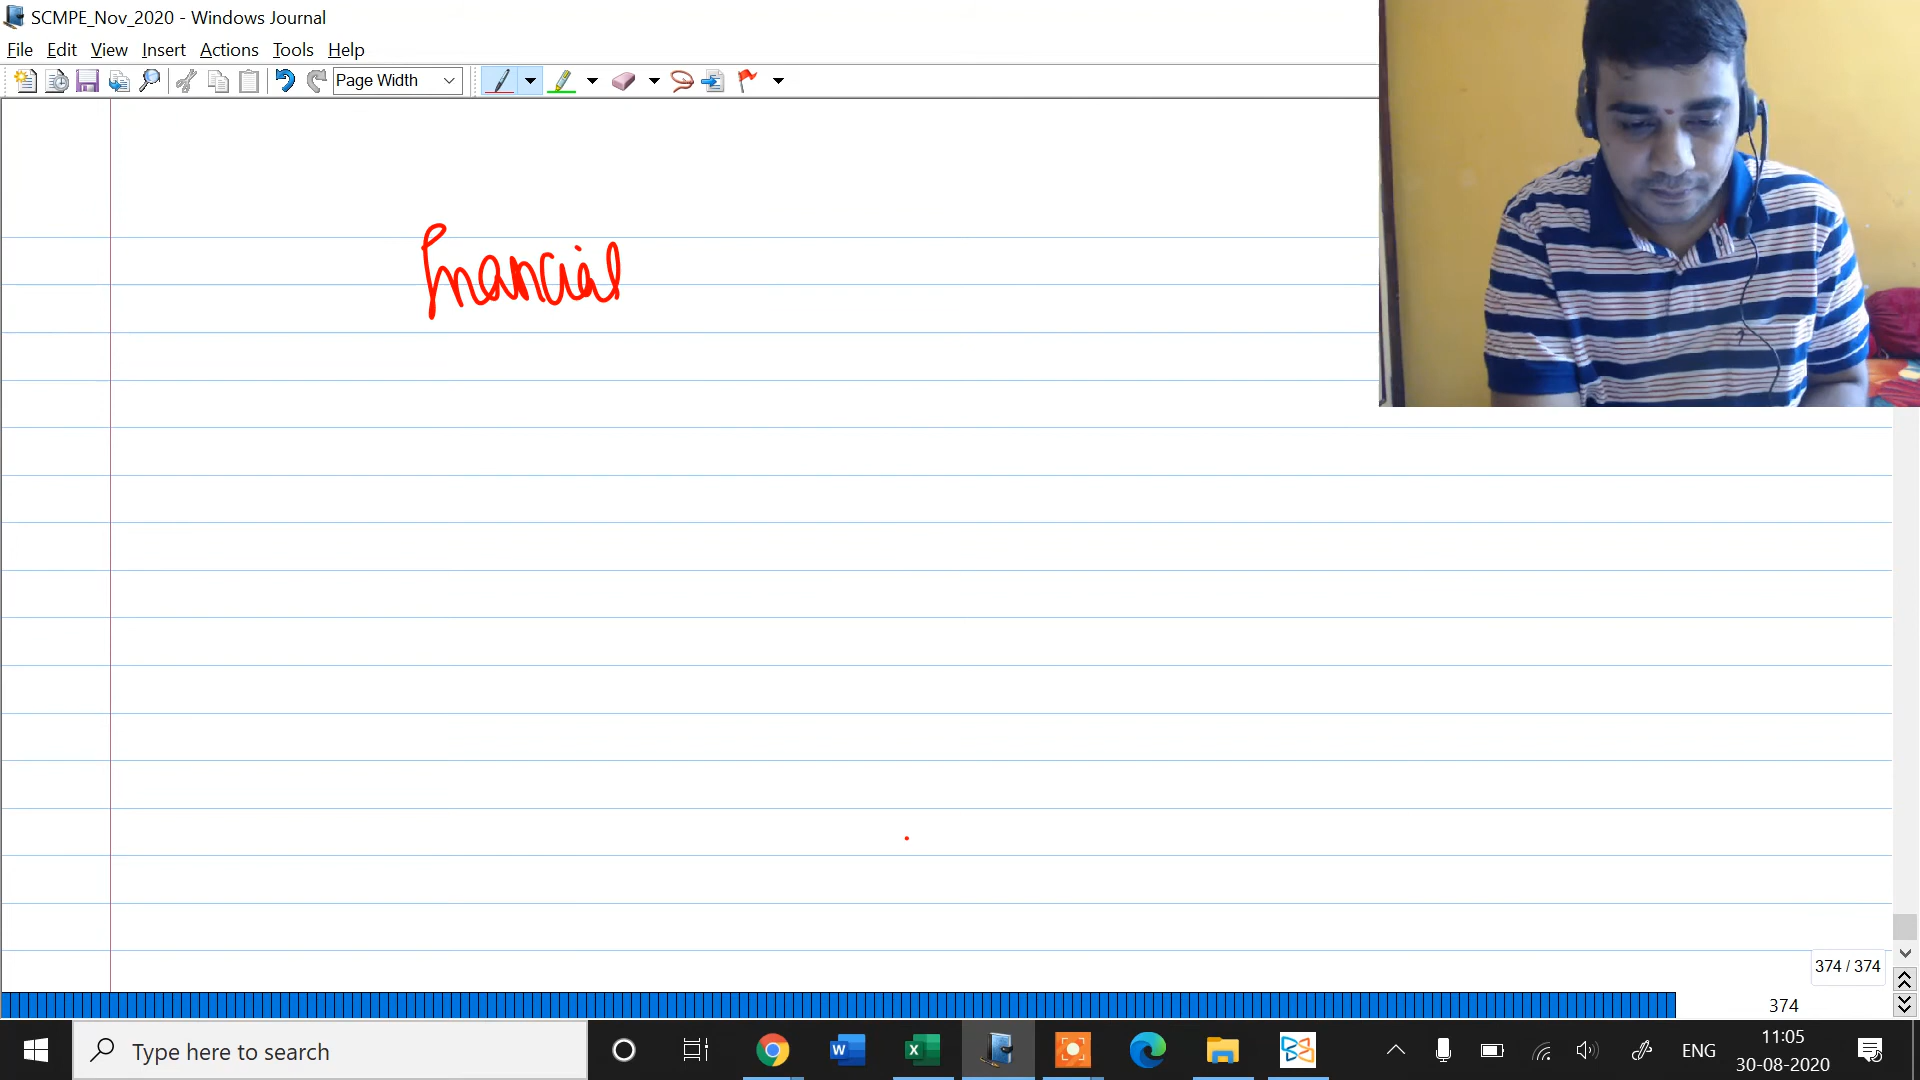 SCMPE_Nov_2020 - Windows Journal
File Edit View Insert Actions Tools Help
Page Width
Financial
374 / 374
374
Type here to search
ENG
11:05
30-08-2020